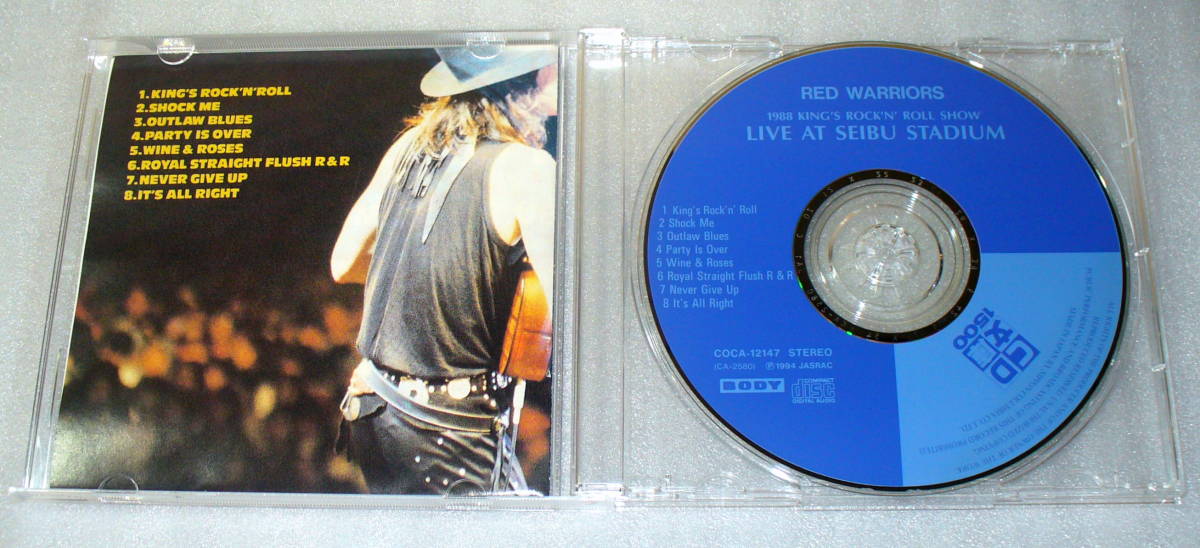 1.KING'S ROCK'N'ROLL
2.SHOCK ME
3.OUTLAW BLUES
4.PARTY IS OVER
5.WINE & ROSES
6.ROYAL STRAIGHT FLUSH R & R
7.NEVER GIVE UP
8.IT'S ALL RIGHT
RED WARRIORS
1988 KING'S ROCK'N' ROLL SHOW
LIVE AT SEIBU STADIUM
1 King's Rock'n' Roll
2 Shock Me
3 Outlaw Blues
4 Party Is Over
5 Wine & Roses
6 Royal Straight Flush R & R
7 Never Give Up
8 It's All Right
COCA-12147 STEREO
(CA-2580) Ⓟ1994 JASRAC
BODY
COMPACT
disc
DIGITAL AUDIO
CD
1500